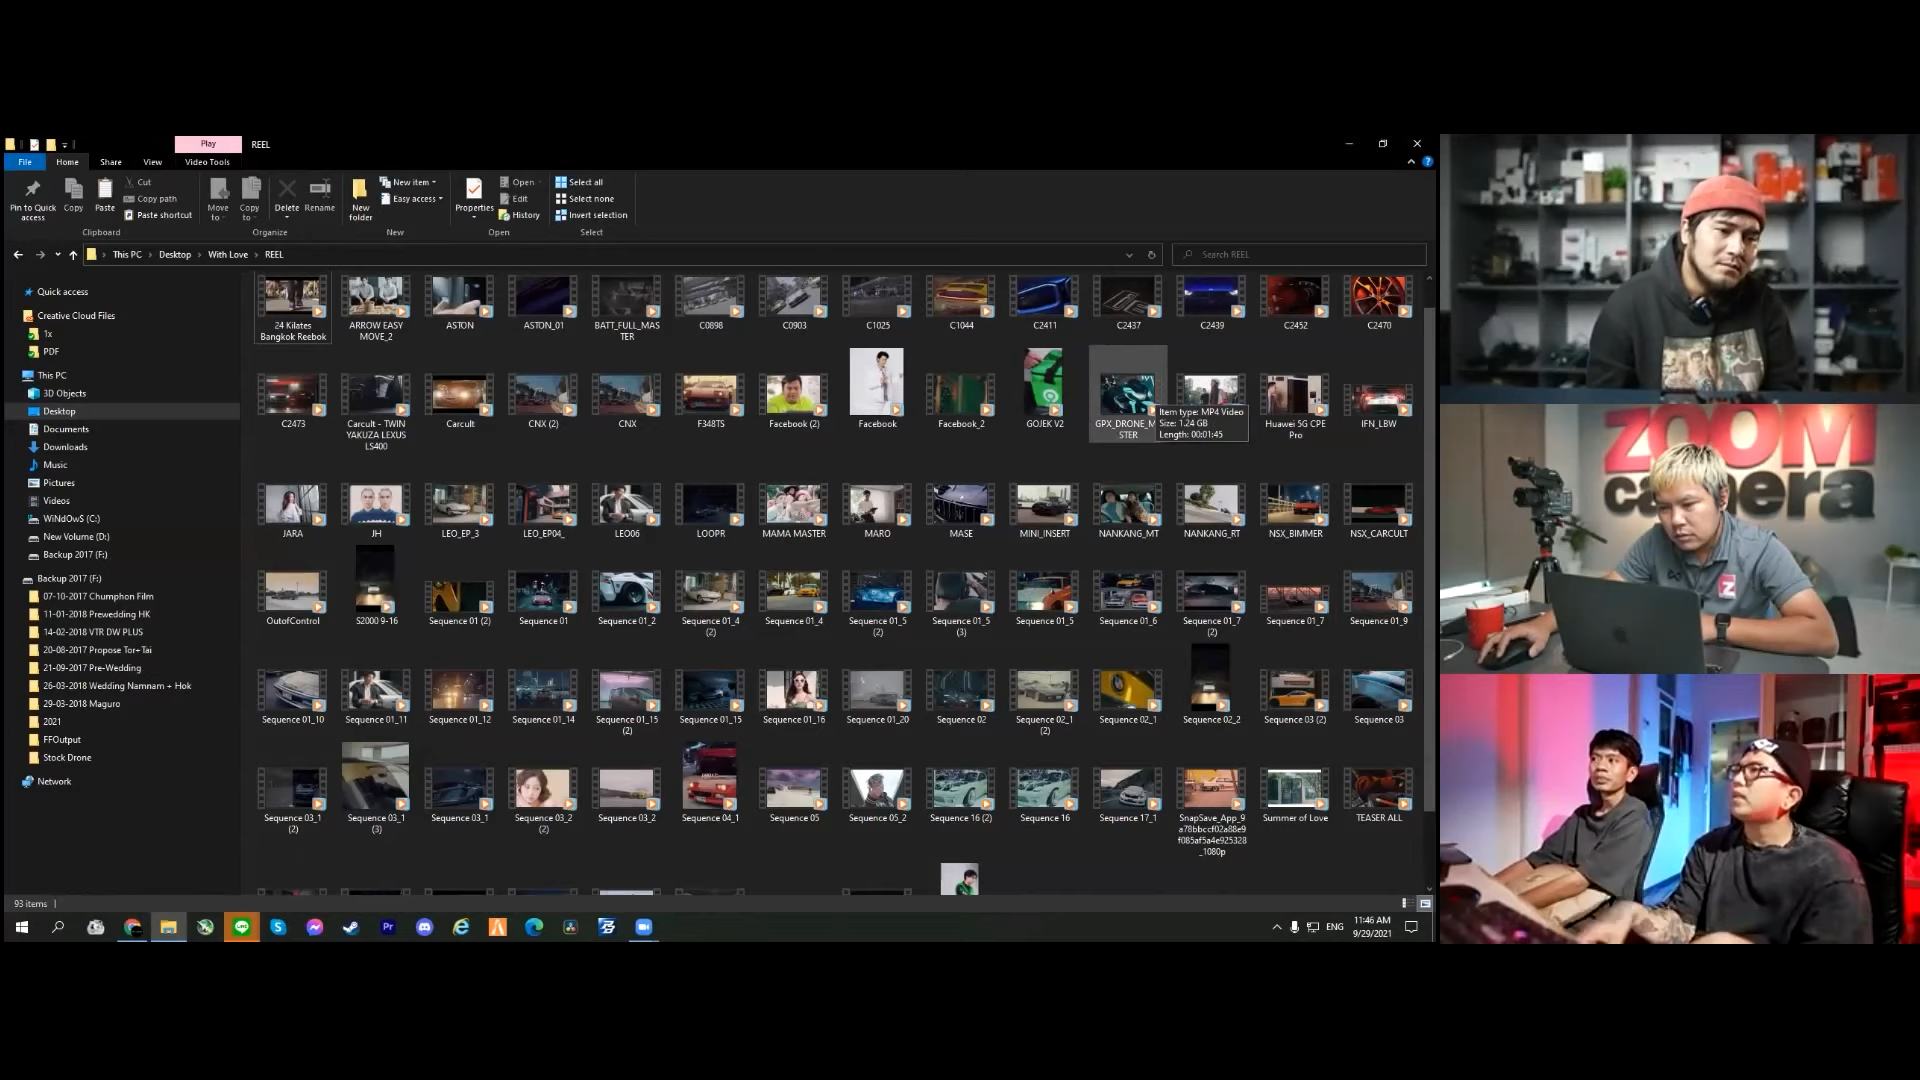 Play
REEL
File
Home
Share
View
Video Tools
Pin to Quick access
Copy
Paste
Cut
Copy path
Paste shortcut
Move to
Copy to
Delete
Rename
New folder
New item
Easy access
Properties
Open
Edit
History
Select all
Select none
Invert selection
Clipboard
Organize
New
Open
Select
This PC
Desktop
With Love
REEL
Search REEL
Quick access
Creative Cloud Files
1x
PDF
This PC
3D Objects
Desktop
Documents
Downloads
Music
Pictures
Videos
WiNdOwS (C:)
New Volume (D:)
Backup 2017 (F:)
Backup 2017 (F:)
07-10-2017 Chumphon Film
11-01-2018 Prewedding HK
14-02-2018 VTR DW PLUS
20-08-2017 Propose Tor+Tai
21-09-2017 Pre-Wedding
26-03-2018 Wedding Namnam + Hok
29-03-2018 Maguro
2021
FFOutput
Stock Drone
Network
24 Kilates Bangkok Reebok
ARROW EASY MOVE_2
ASTON
ASTON_01
BATT_FULL_MASTER
C0898
C0903
C1025
C1044
C2411
C2437
C2439
C2452
C2470
C2473
Carcult - TWIN YAKUZA LEXUS LS400
Carcult
CNX (2)
CNX
F348TS
Facebook (2)
Facebook
Facebook_2
GOJEK V2
GPX_DRONE_M
STER
Item type: MP4 Video
Size: 1.24 GB
Length: 00:01:45
Huawei 5G CPE Pro
IFN_LBW
JARA
JH
LEO_EP_3
LEO_EP04_
LEO06
LOOPR
MAMA MASTER
MARO
MASE
MINI_INSERT
NANKANG_MT
NANKANG_RT
NSX_BIMMER
NSX_CARCULT
OutofControl
S2000 9-16
Sequence 01 (2)
Sequence 01
Sequence 01_2
Sequence 01_4 (2)
Sequence 01_4
Sequence 01_5 (2)
Sequence 01_5 (3)
Sequence 01_5
Sequence 01_6
Sequence 01_7 (2)
Sequence 01_7
Sequence 01_9
Sequence 01_10
Sequence 01_11
Sequence 01_12
Sequence 01_14
Sequence 01_15 (2)
Sequence 01_15
Sequence 01_16
Sequence 01_20
Sequence 02
Sequence 02_1 (2)
Sequence 02_1
Sequence 02_2
Sequence 03 (2)
Sequence 03
Sequence 03_1 (2)
Sequence 03_1 (3)
Sequence 03_1
Sequence 03_2 (2)
Sequence 03_2
Sequence 04_1
Sequence 05
Sequence 05_2
Sequence 16 (2)
Sequence 16
Sequence 17_1
SnapSave_App_9
a78bbccf02a88e9
f085af5a4e925328
_1080p
Summer of Love
TEASER ALL
93 items
ENG
11:46 AM
9/29/2021
ZOOM
camera
Z